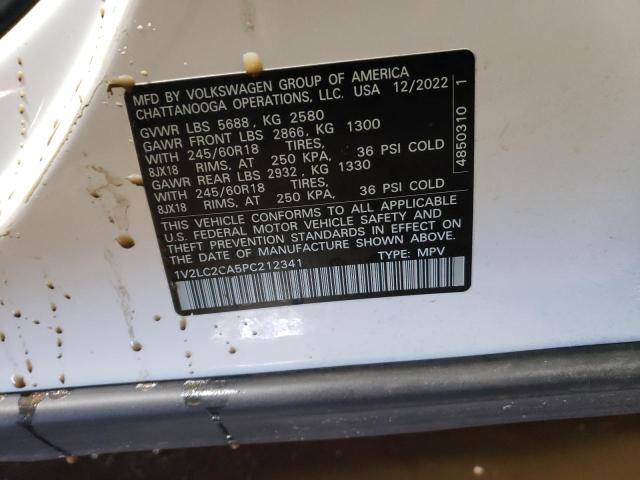 MFD BY VOLKSWAGEN GROUP OF AMERICA
CHATTANOOGA OPERATIONS, LLC. USA 12/2022
GVWR LBS 5688, KG 2580
GAWR FRONT LBS 2866, KG 1300
WITH 245/60R18 TIRES,
8JX18 RIMS, AT 250 KPA, 36 PSI COLD
GAWR REAR LBS 2932, KG 1330
WITH 245/60R18 TIRES,
8JX18 RIMS, AT 250 KPA, 36 PSI COLD
THIS VEHICLE CONFORMS TO ALL APPLICABLE
U.S. FEDERAL MOTOR VEHICLE SAFETY AND
THEFT PREVENTION STANDARDS IN EFFECT ON
THE DATE OF MANUFACTURE SHOWN ABOVE.
1V2LC2CA5PC212341 TYPE: MPV
4850310 1